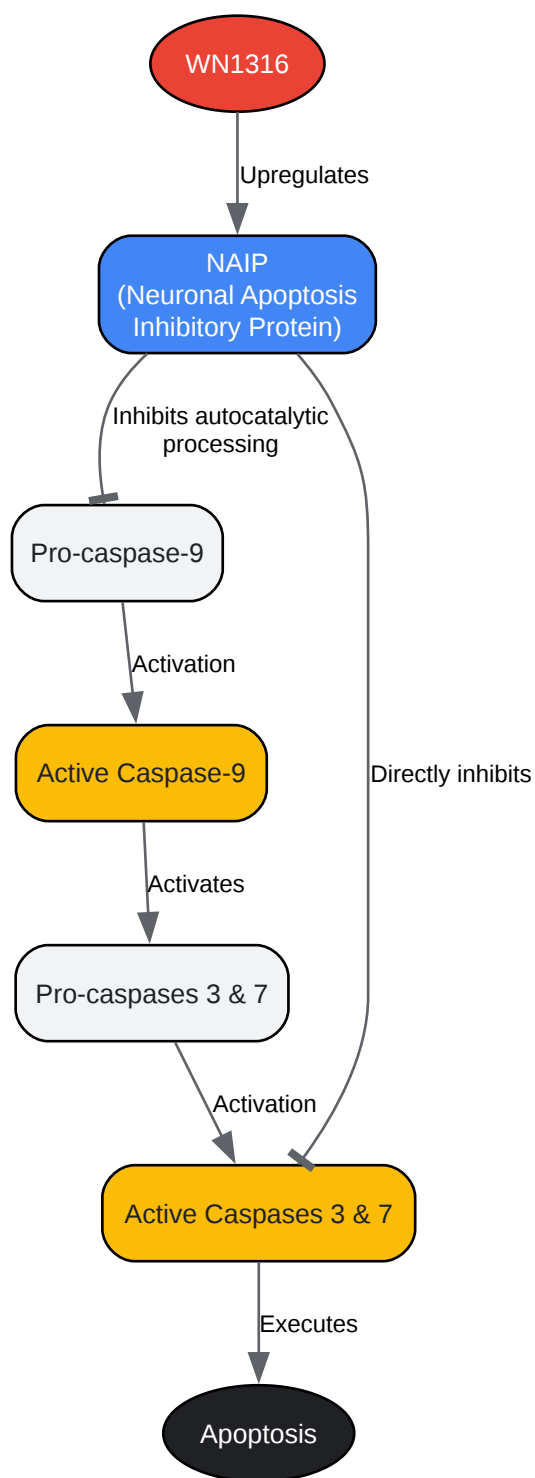 WN1316
Upregulates
NAIP
(Neuronal Apoptosis
Inhibitory Protein)
Inhibits autocatalytic
processing
Pro-caspase-9
Activation
Active Caspase-9
Directly inhibits
Activates
Pro-caspases 3 & 7
Activation
Active Caspases 3 & 7
Executes
Apoptosis